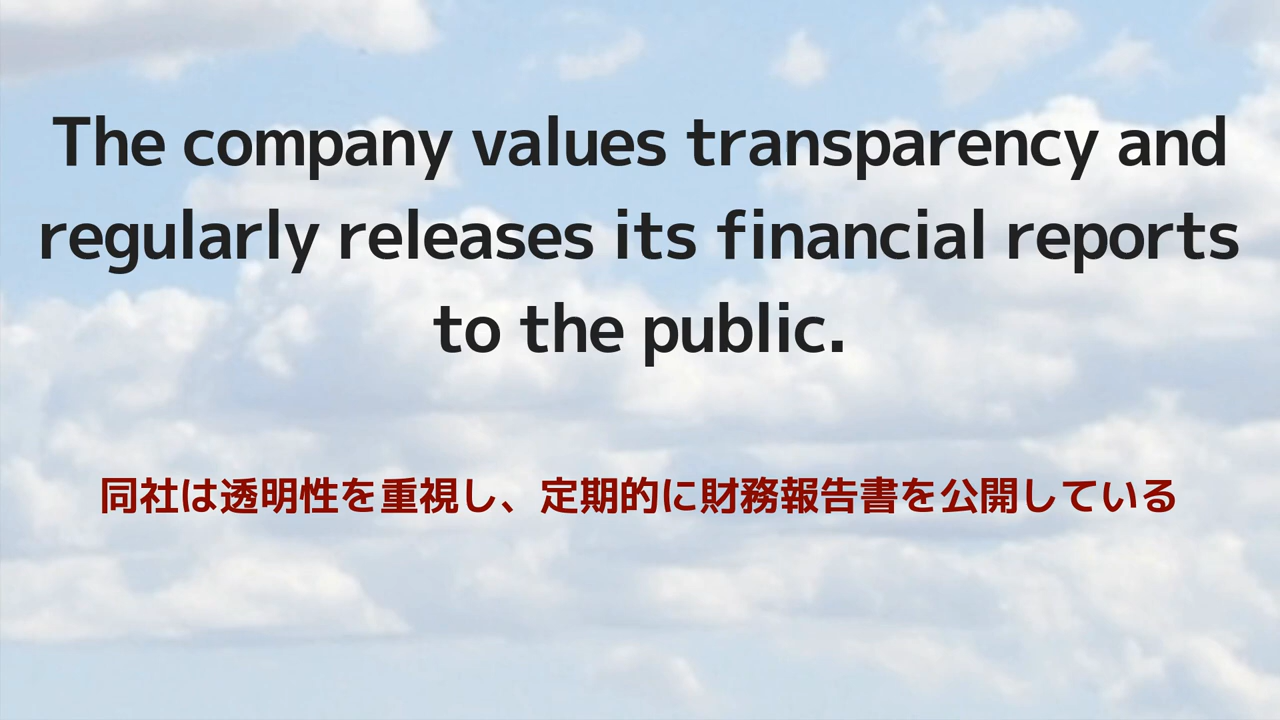 The company values transparency and
regularly releases its financial reports
to the public.
同社は透明性を重視し、定期的に財務報告書を公開している